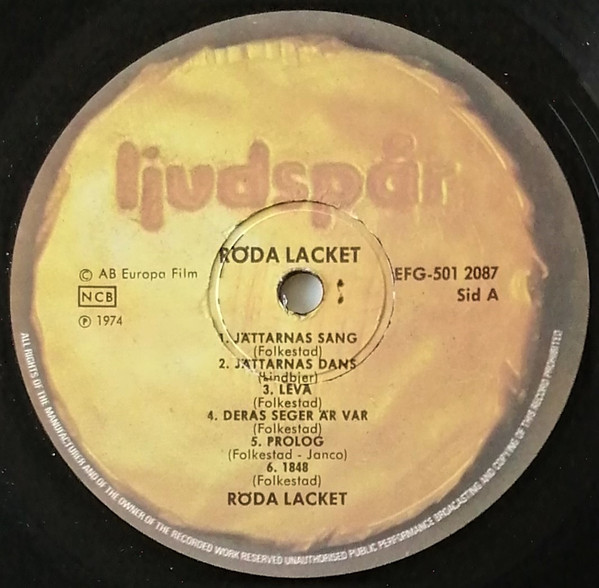 ljudspår
RÖDA LACKET
© AB Europa Film
EFG-501 2087
NCB
Sid A
℗ 1974
1. JÄTTARNAS SANG
(Folkestad)
2. JÄTTARNAS DANS
(Lindbjer)
3. LEVA
(Folkestad)
4. DERAS SEGER ÄR VAR
(Folkestad)
5. PROLOG
(Folkestad - Janco)
6. 1848
(Folkestad)
RÖDA LACKET
ALL RIGHTS OF THE MANUFACTURER AND OF THE OWNER OF THE RECORDED WORK RESERVED UNAUTHORISED PUBLIC PERFORMANCE BROADCASTING AND COPYING OF THIS RECORD PROHIBITED